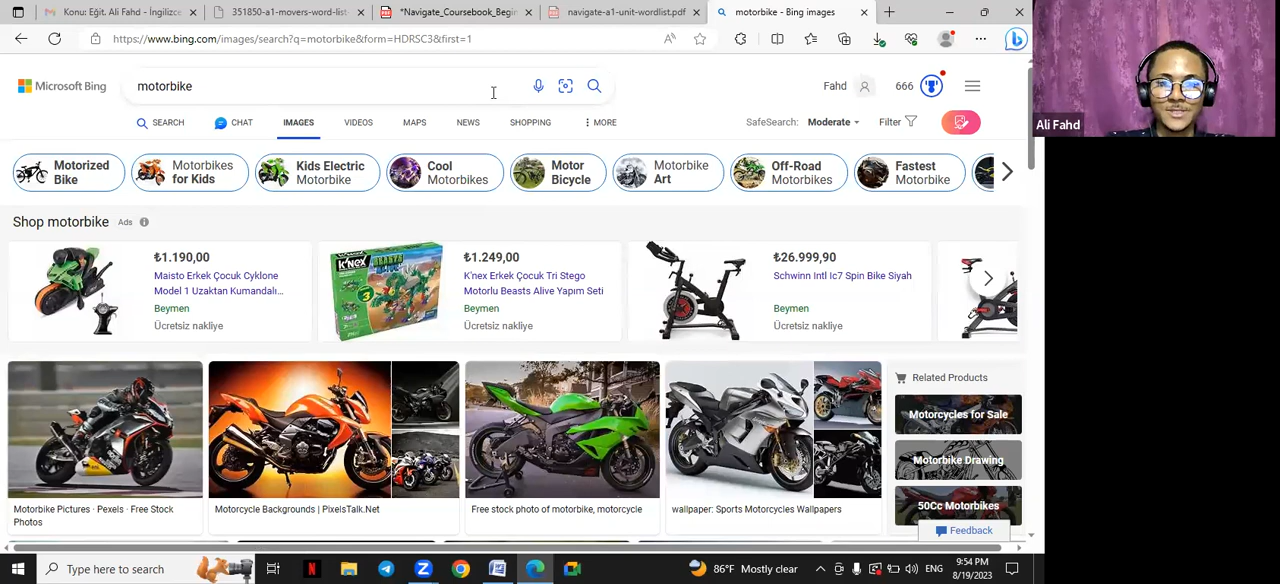 Konu: Eğit. Ali Fahd - İngilizce
351850-a1-movers-word-list
*Navigate_Coursebook_Begin
navigate-a1-unit-wordlist.pdf
motorbike - Bing images
https://www.bing.com/images/search?q=motorbike&form=HDRSC3&first=1
Microsoft Bing
motorbike
Fahd
666
Ali Fahd
SEARCH
CHAT
IMAGES
VIDEOS
MAPS
NEWS
SHOPPING
MORE
SafeSearch: Moderate
Filter
Motorized
Bike
Motorbikes
for Kids
Kids Electric
Motorbike
Cool
Motorbikes
Motor
Bicycle
Motorbike
Art
Off-Road
Motorbikes
Fastest
Motorbike
Shop motorbike Ads
₺1.190,00
Maisto Erkek Çocuk Cyklone
Model 1 Uzaktan Kumandalı...
Beymen
Ücretsiz nakliye
K'NEX
BEASTS
ALIVE
3
₺1.249,00
K'nex Erkek Çocuk Tri Stego
Motorlu Beasts Alive Yapım Seti
Beymen
Ücretsiz nakliye
₺26.999,90
Schwinn Intl Ic7 Spin Bike Siyah
Beymen
Ücretsiz nakliye
Motorbike Pictures · Pexels · Free Stock
Photos
Motorcycle Backgrounds | PixelsTalk.Net
Free stock photo of motorbike, motorcycle
wallpaper: Sports Motorcycles Wallpapers
Related Products
Motorcycles for Sale
Motorbike Drawing
50Cc Motorbikes
Feedback
Type here to search
86°F Mostly clear
ENG
9:54 PM
8/19/2023